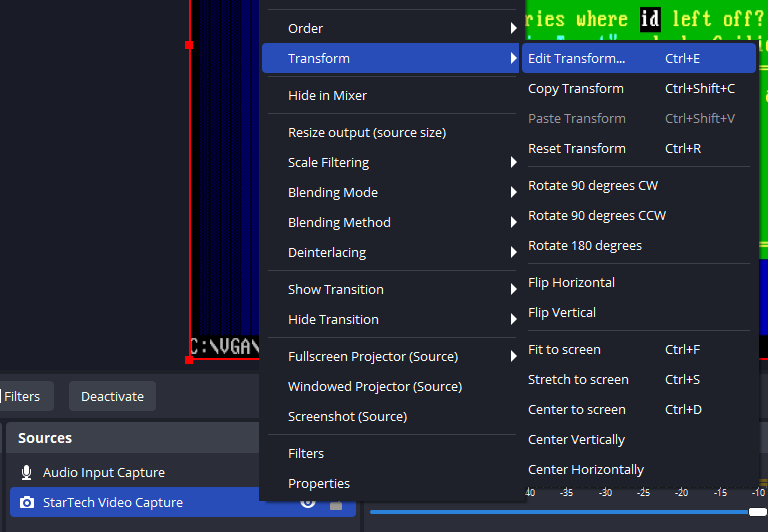 ries where id left off?
Order
Transform
Hide in Mixer
Resize output (source size)
Scale Filtering
Blending Mode
Blending Method
Deinterlacing
Show Transition
Hide Transition
Fullscreen Projector (Source)
Windowed Projector (Source)
Screenshot (Source)
Filters
Properties
Edit Transform... Ctrl+E
Copy Transform Ctrl+Shift+C
Paste Transform Ctrl+Shift+V
Reset Transform Ctrl+R
Rotate 90 degrees CW
Rotate 90 degrees CCW
Rotate 180 degrees
Flip Horizontal
Flip Vertical
Fit to screen Ctrl+F
Stretch to screen Ctrl+S
Center to screen Ctrl+D
Center Vertically
Center Horizontally
C:\VGA\
Filters Deactivate
Sources
Audio Input Capture
StarTech Video Capture
40 -35 -30 -25 -20 -15 -10